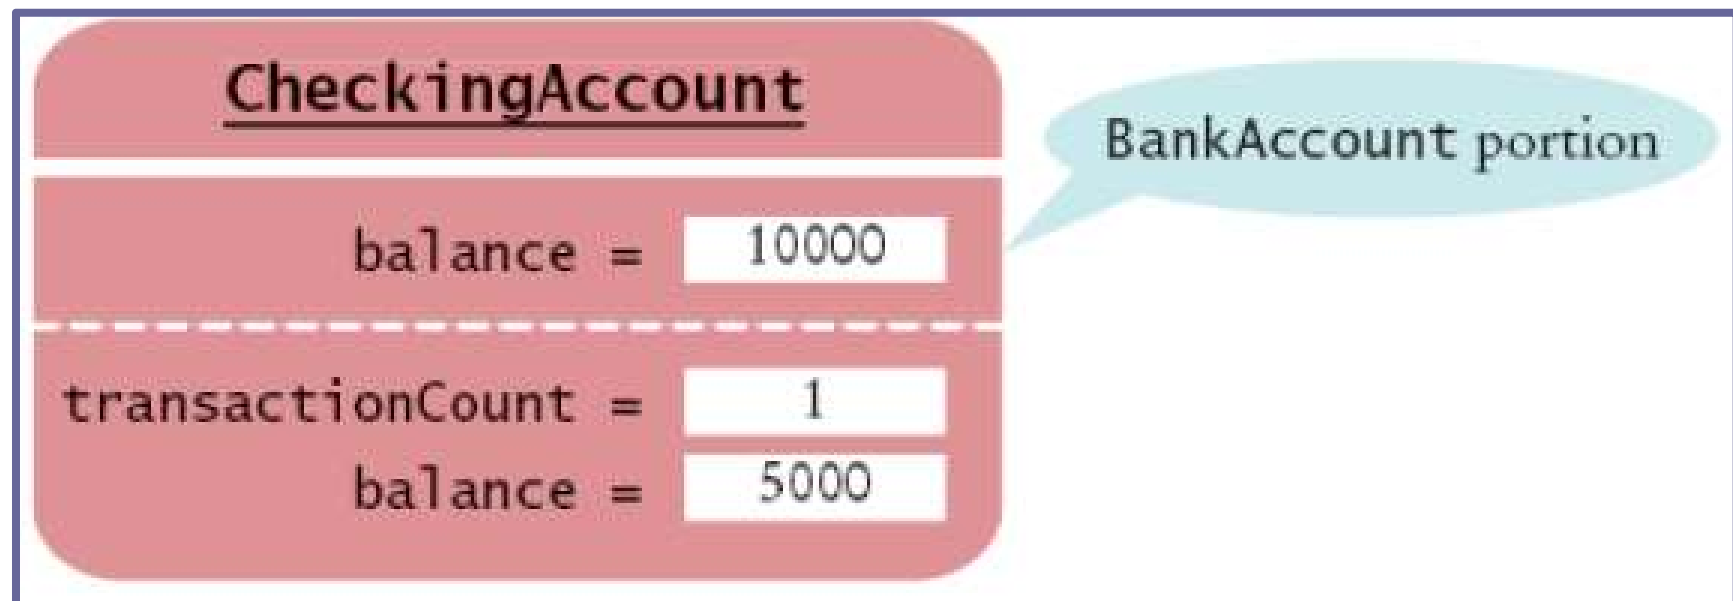 CheckingAccount
BankAccount portion
balance = 10000
transactionCount = 1
balance = 5000